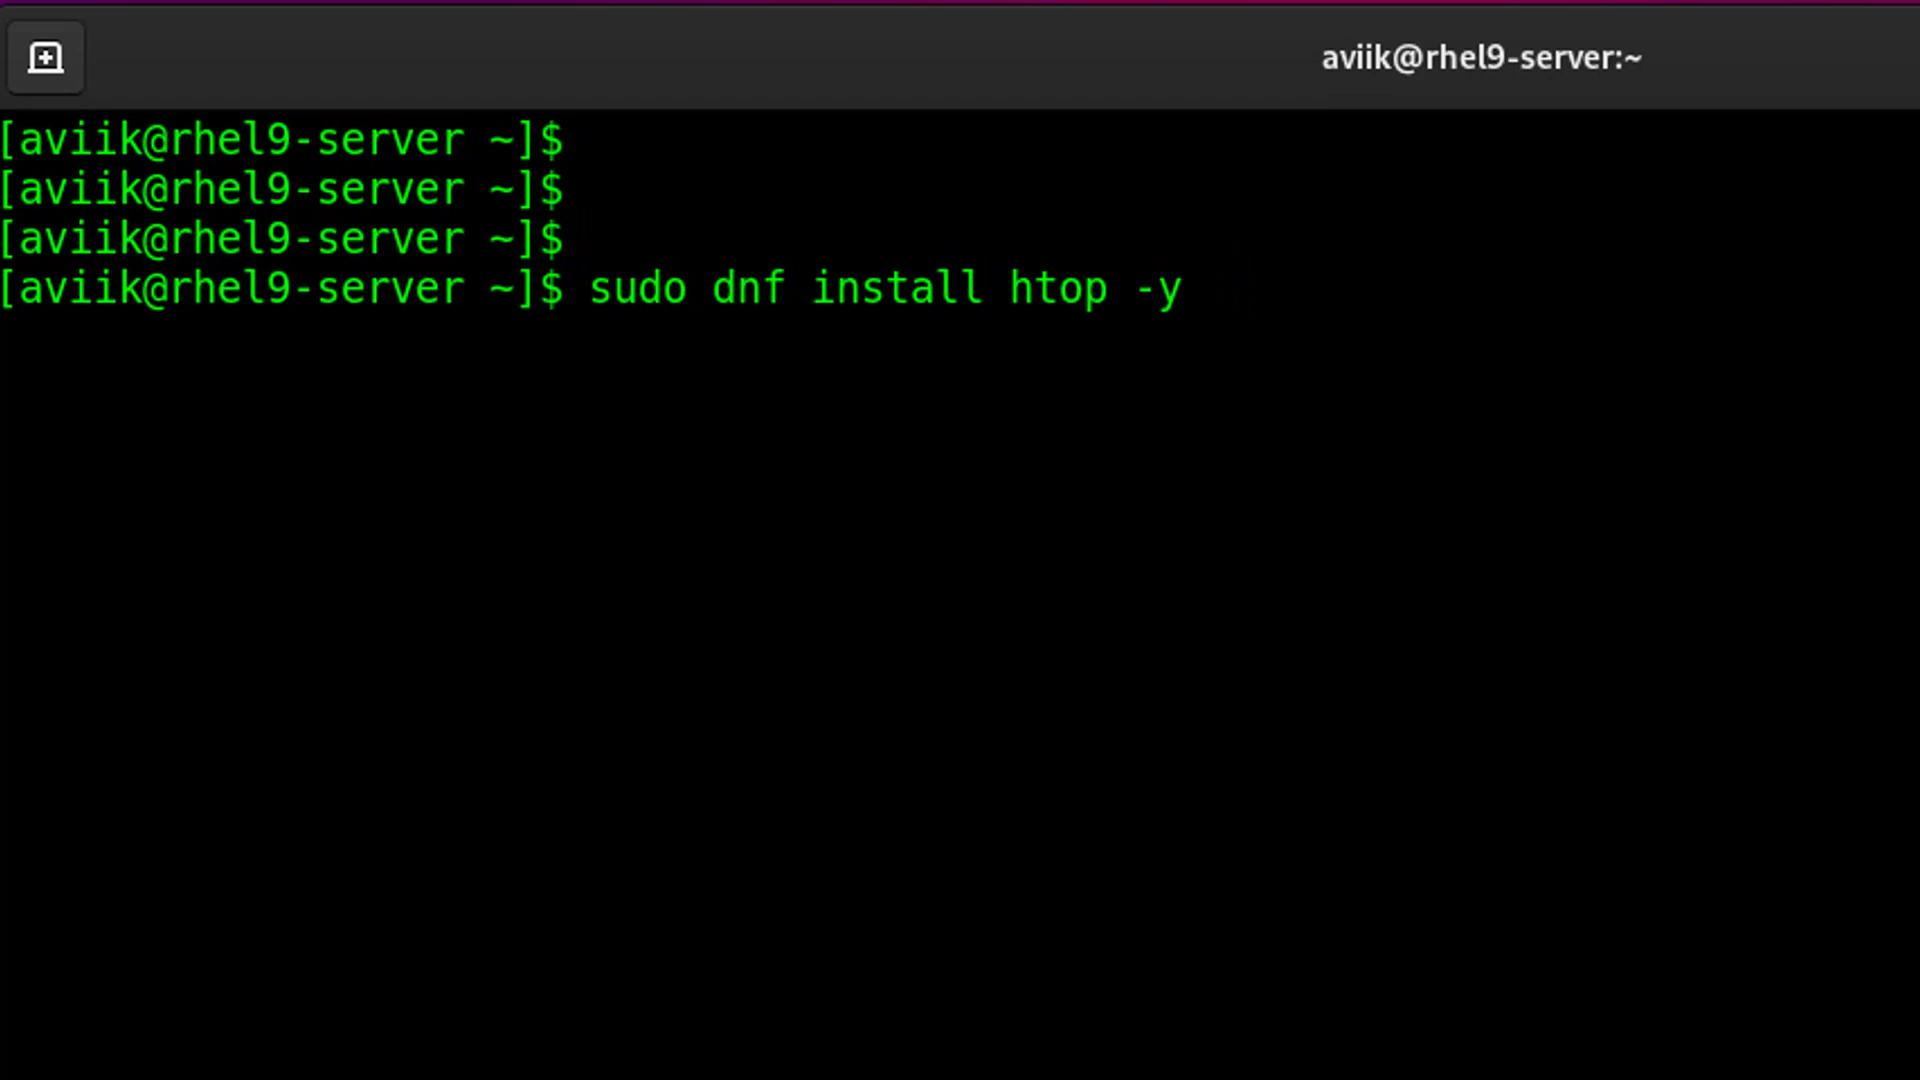 aviik@rhel9-server:~
[aviik@rhel9-server ~]$
[aviik@rhel9-server ~]$
[aviik@rhel9-server ~]$
[aviik@rhel9-server ~]$ sudo dnf install htop -y